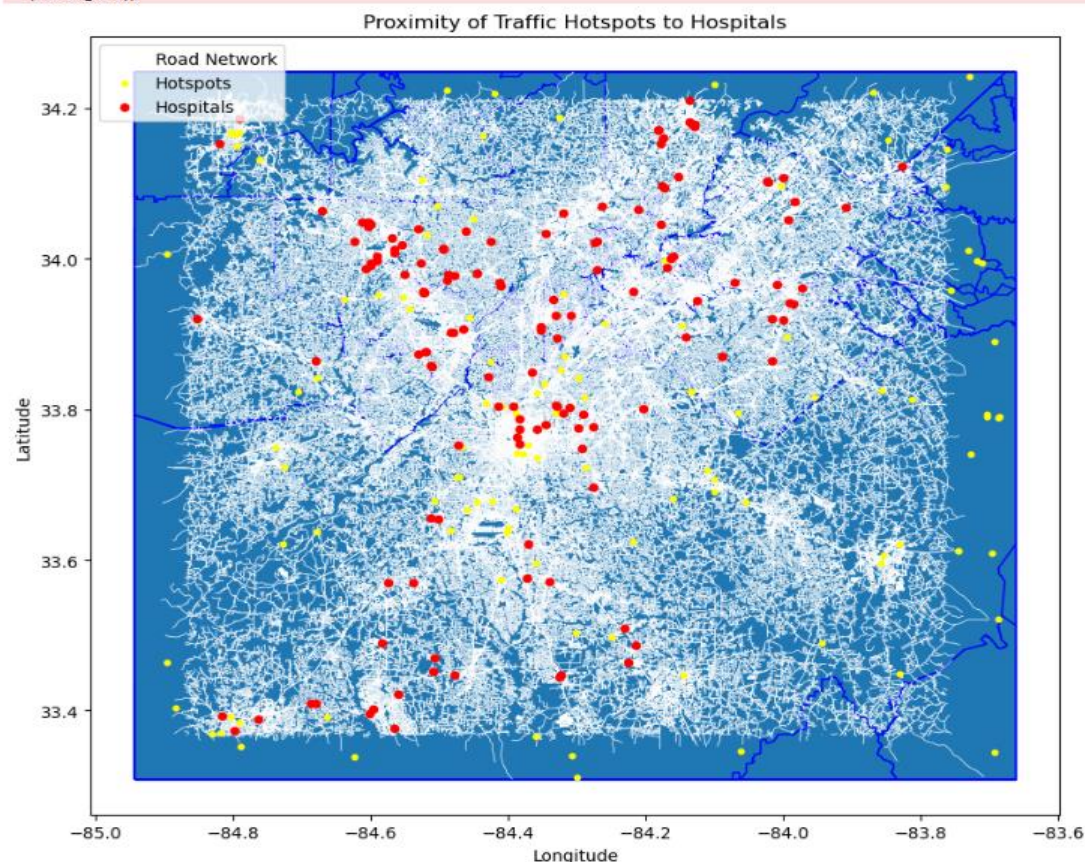 Proximity of Traffic Hotspots to Hospitals
Road Network
Hotspots
Hospitals
34.2
34.0
33.8
33.6
33.4
Latitude
−85.0 −84.8 −84.6 −84.4 −84.2 −84.0 −83.8 −83.6
Longitude